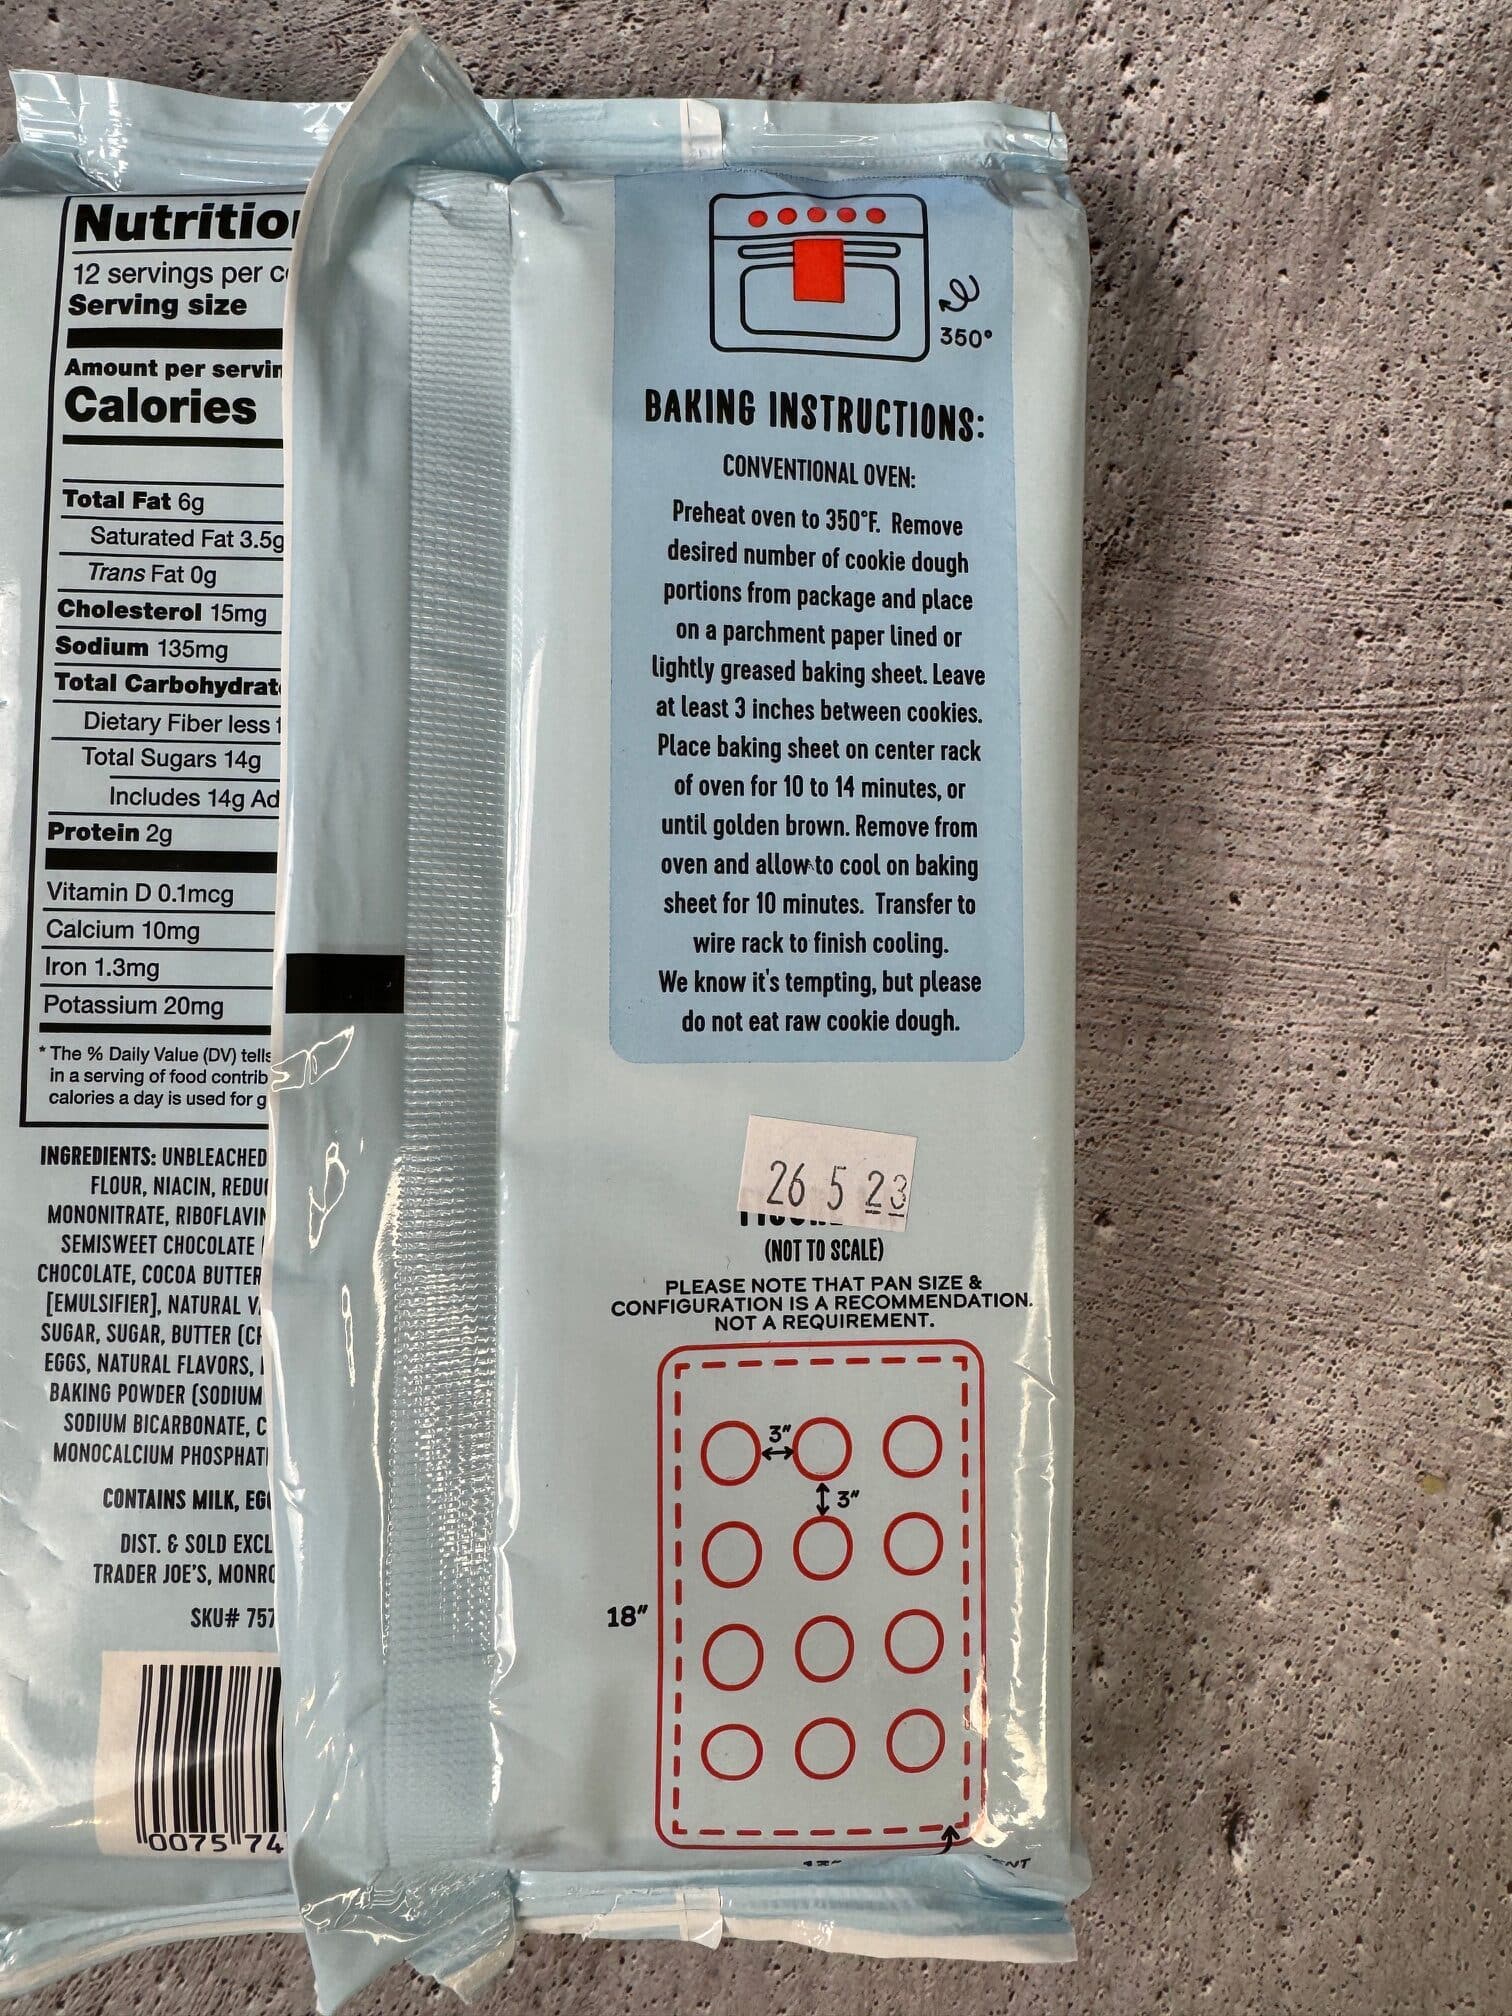 Nutritio
12 servings per c
Serving size
Amount per servin
Calories
Total Fat 6g
Saturated Fat 3.5g
Trans Fat 0g
Cholesterol 15mg
Sodium 135mg
Total Carbohydrat
Dietary Fiber less
Total Sugars 14g
Includes 14g Ad
Protein 2g
Vitamin D 0.1mcg
Calcium 10mg
Iron 1.3mg
Potassium 20mg
* The % Daily Value (DV) tells
in a serving of food contrib
calories a day is used for g
INGREDIENTS: UNBLEACHED
FLOUR, NIACIN, REDU
MONONITRATE, RIBOFLAVIN
SEMISWEET CHOCOLATE
CHOCOLATE, COCOA BUTTER
[EMULSIFIER], NATURAL VA
SUGAR, SUGAR, BUTTER (CR
EGGS, NATURAL FLAVORS,
BAKING POWDER (SODIUM
SODIUM BICARBONATE, C
MONOCALCIUM PHOSPHAT
CONTAINS MILK, EGG
DIST. & SOLD EXCL
TRADER JOE'S, MONRO
SKU# 757
0075 74
350°
BAKING INSTRUCTIONS:
CONVENTIONAL OVEN:
Preheat oven to 350°F. Remove
desired number of cookie dough
portions from package and place
on a parchment paper lined or
lightly greased baking sheet. Leave
at least 3 inches between cookies.
Place baking sheet on center rack
of oven for 10 to 14 minutes, or
until golden brown. Remove from
oven and allow to cool on baking
sheet for 10 minutes. Transfer to
wire rack to finish cooling.
We know it's tempting, but please
do not eat raw cookie dough.
26 5 23
(NOT TO SCALE)
PLEASE NOTE THAT PAN SIZE &
CONFIGURATION IS A RECOMMENDATION.
NOT A REQUIREMENT.
3"
3"
18"